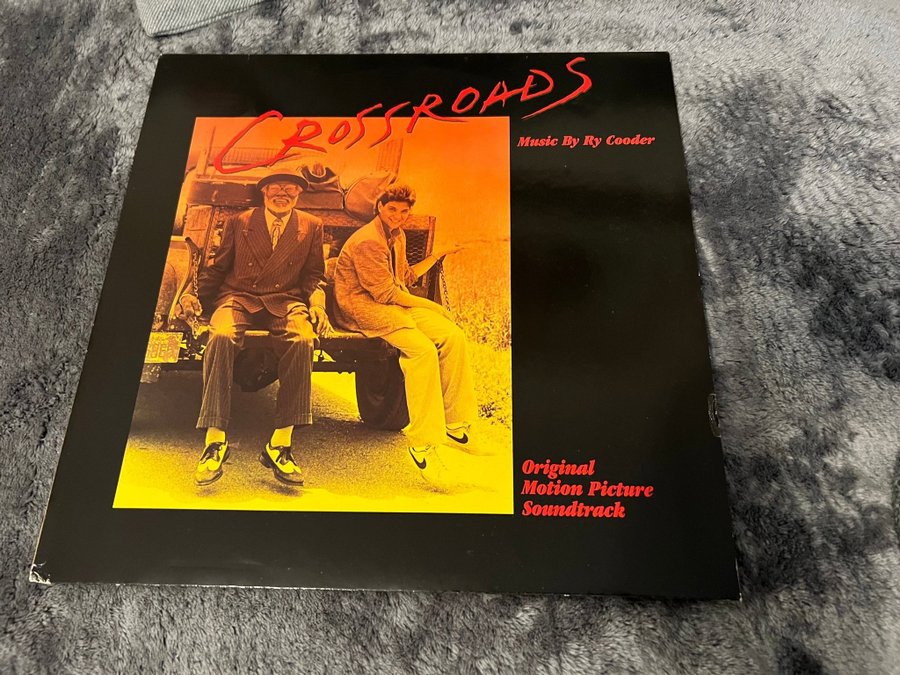 CROSSROADS
Music By Ry Cooder
Original
Motion Picture
Soundtrack